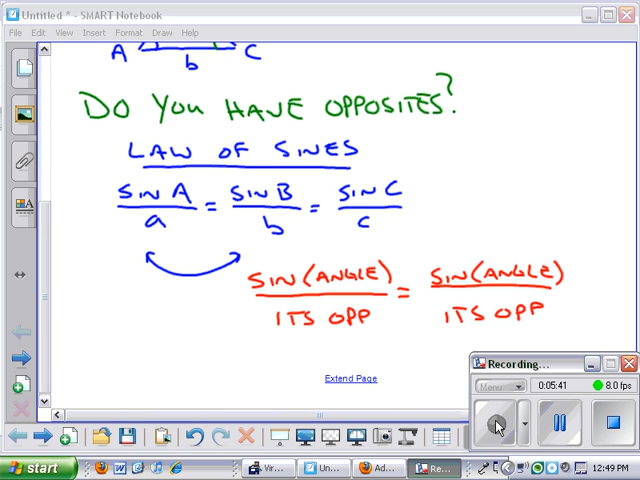 Untitled * - SMART Notebook
File Edit View Insert Format Draw Help
A b C
DO YOU HAVE OPPOSITES?
LAW OF SINES
SIN A / a = SIN B / b = SIN C / c
SIN(ANGLE) / ITS OPP = SIN(ANGLE) / ITS OPP
Extend Page
Recording...
Menu 0:05:41 8.0 fps
start Vir... Un... Ad... Re... 12:49 PM